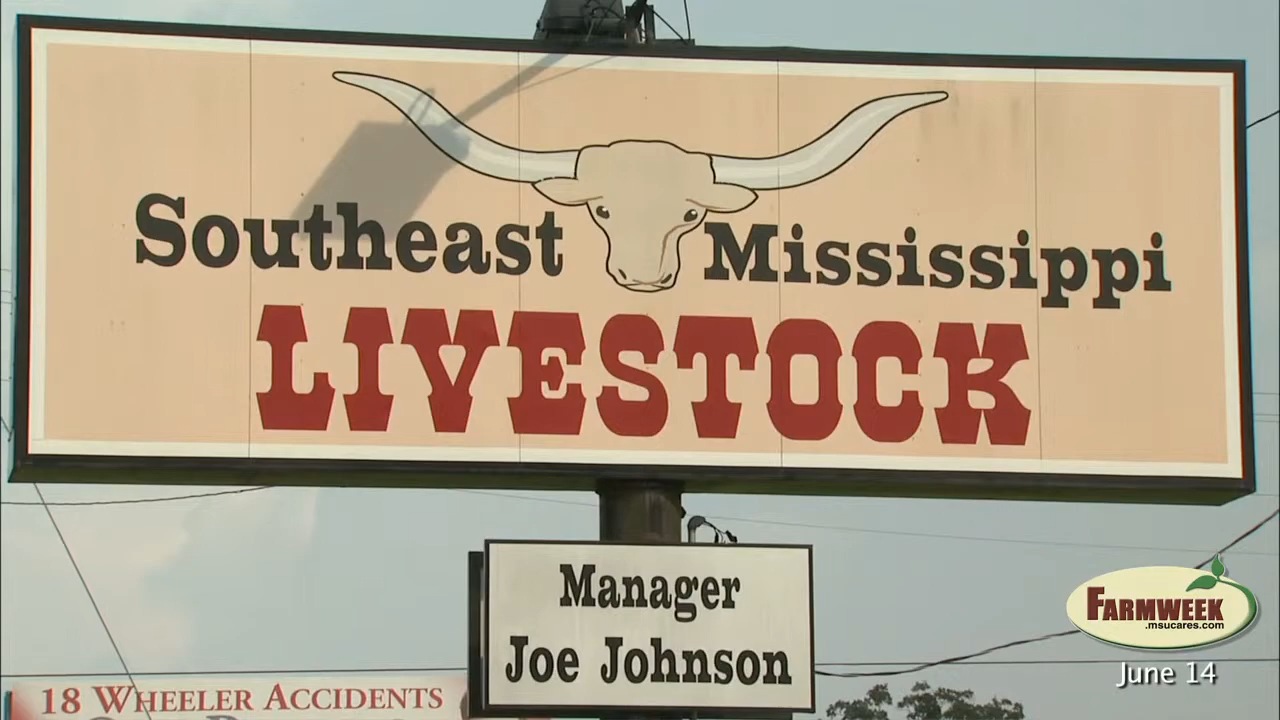 Southeast Mississippi
LIVESTOCK
Manager
Joe Johnson
18 WHEELER ACCIDENTS
FARMWEEK
.msucares.com
June 14